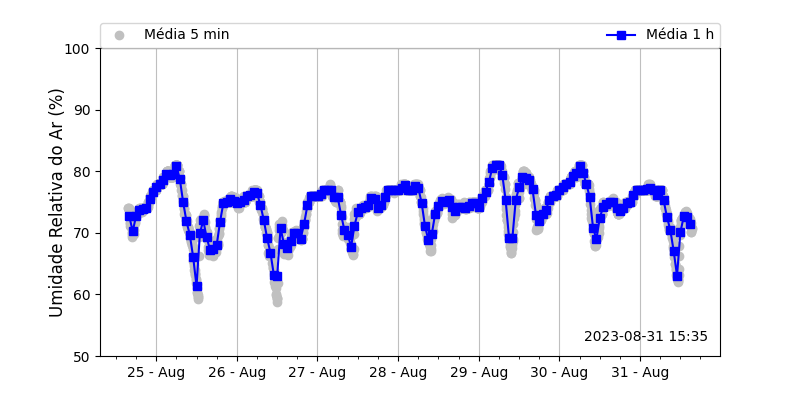 Média 5 min Média 1 h
Umidade Relativa do Ar (%)
100
90
80
70
60
50
2023-08-31 15:35
25 - Aug 26 - Aug 27 - Aug 28 - Aug 29 - Aug 30 - Aug 31 - Aug